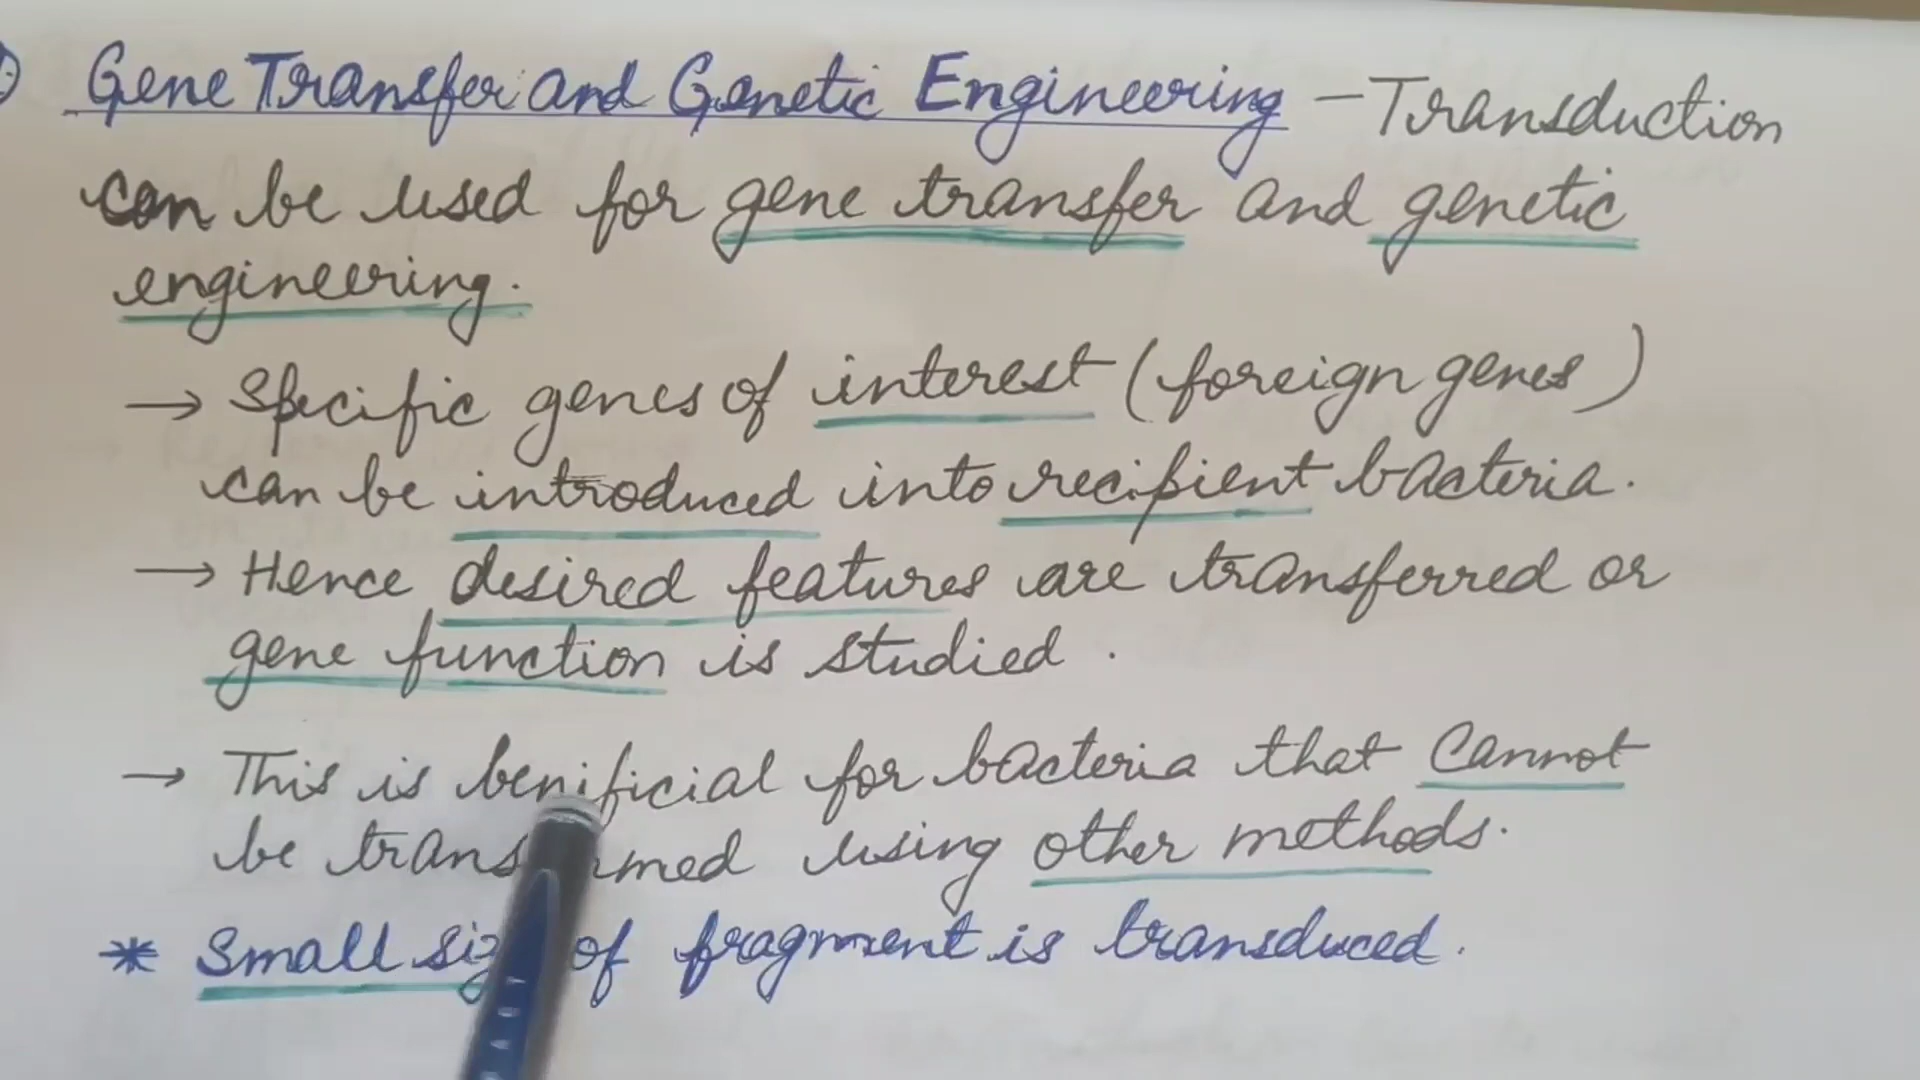 Gene Transfer and Genetic Engineering - Transduction
can be used for gene transfer and genetic
engineering.
→ Specific genes of interest (foreign genes)
can be introduced into recipient bacteria.
→ Hence desired features are transferred or
gene function is studied.
→ This is benificial for bacteria that Cannot
be using other methods.
* Small of fragment is transduced.